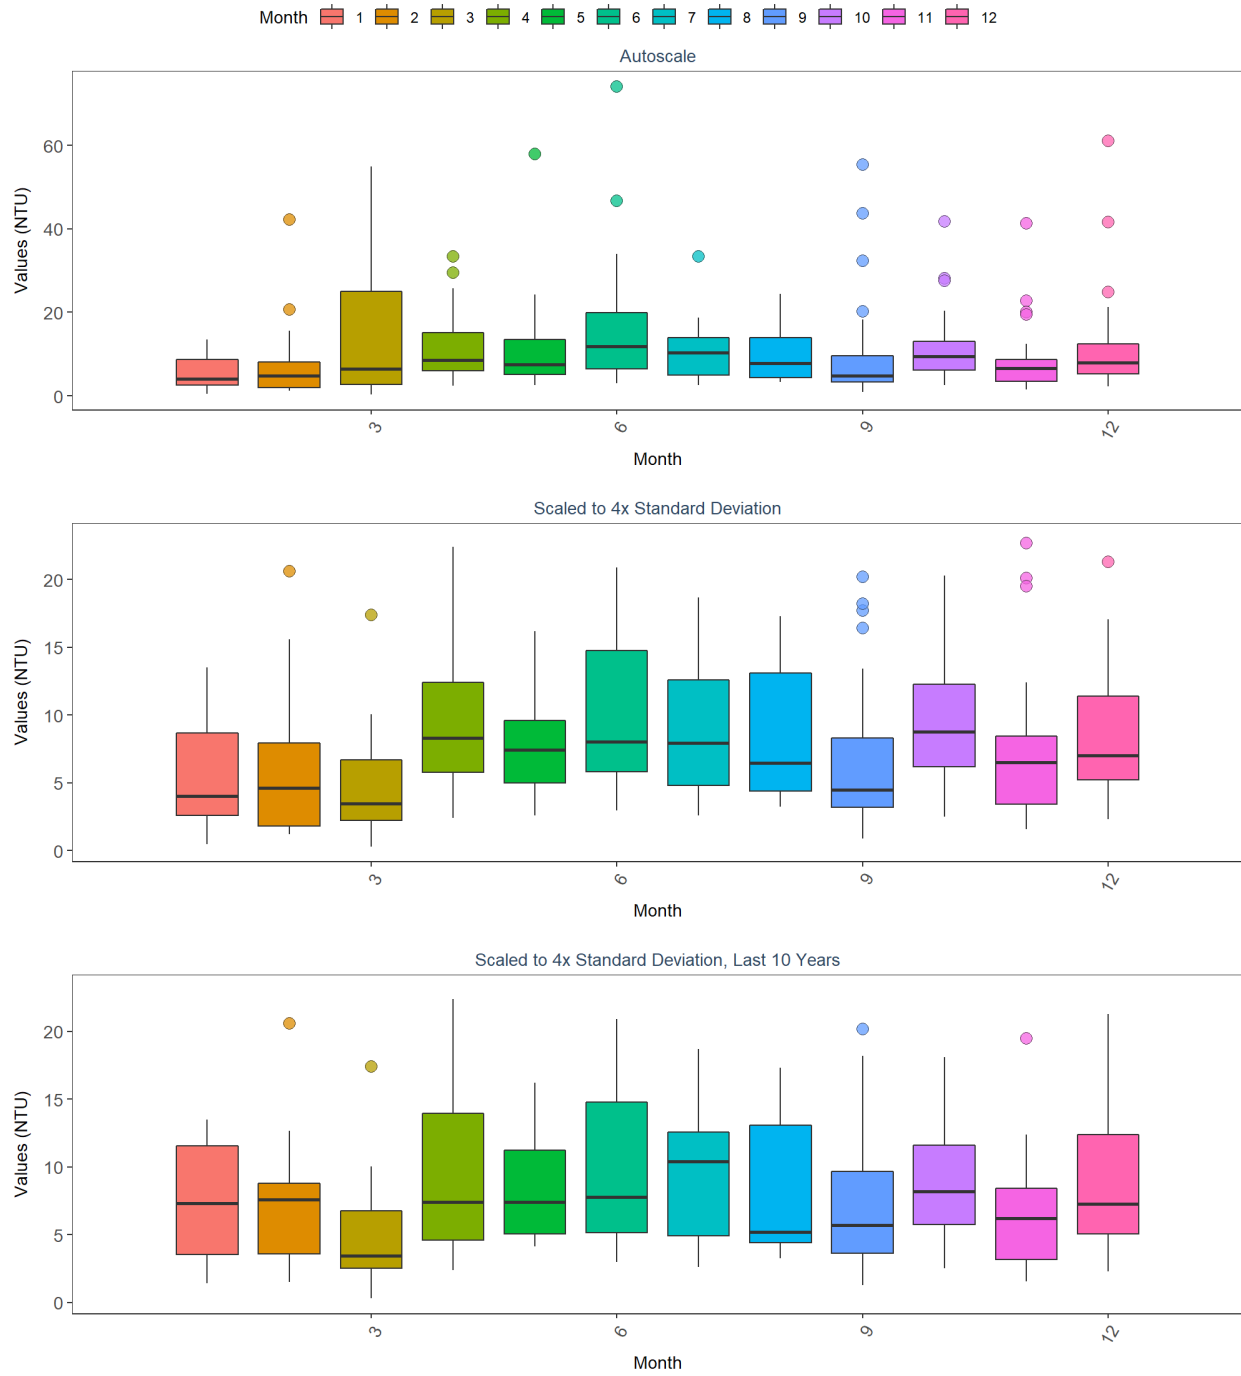 Month 1 2 3 4 5 6 7 8 9 10 11 12
Autoscale
Values (NTU)
60
40
20
0
3 6 9 12
Month
Scaled to 4x Standard Deviation
Values (NTU)
20
15
10
5
0
3 6 9 12
Month
Scaled to 4x Standard Deviation, Last 10 Years
Values (NTU)
20
15
10
5
0
3 6 9 12
Month